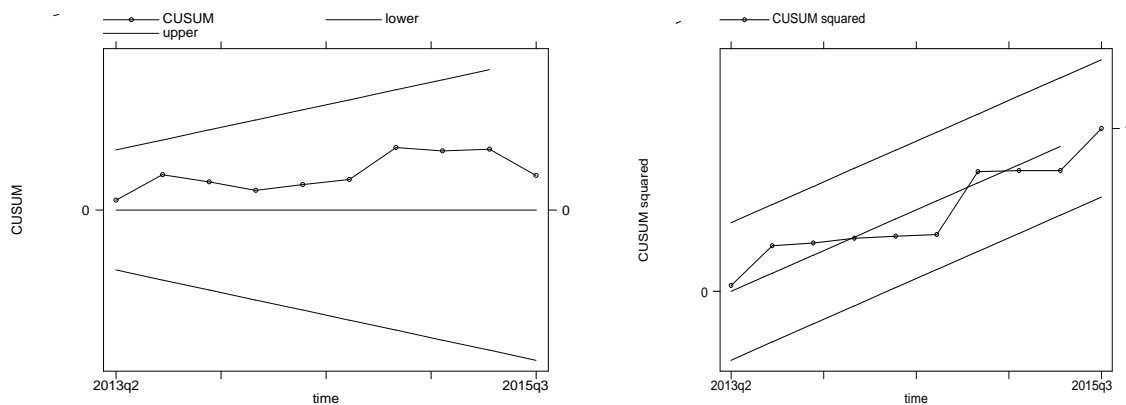 CUSUM lower
upper
CUSUM
0 0
2013q2 2015q3
time
CUSUM squared
CUSUM squared
0
2013q2 2015q3
time